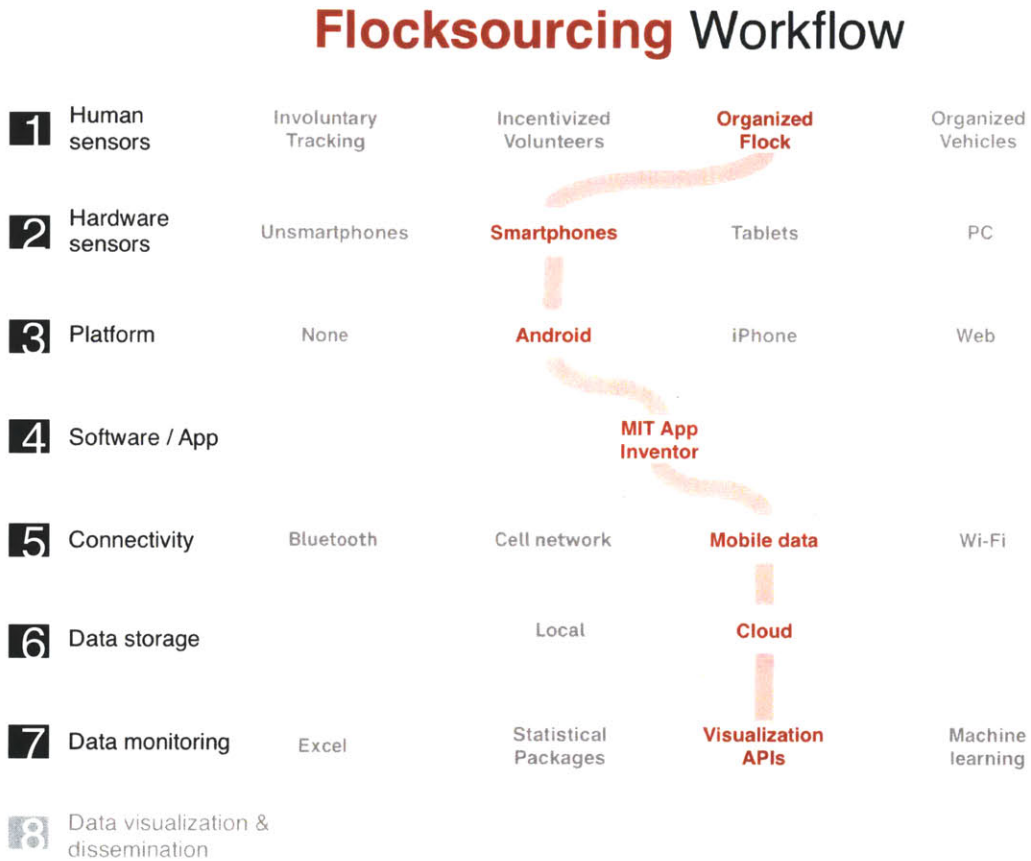 Flocksourcing Workflow
1 Human sensors Involuntary Tracking Incentivized Volunteers Organized Flock Organized Vehicles
2 Hardware sensors Unsmartphones Smartphones Tablets PC
3 Platform None Android iPhone Web
4 Software / App MIT App Inventor
5 Connectivity Bluetooth Cell network Mobile data Wi-Fi
6 Data storage Local Cloud
7 Data monitoring Excel Statistical Packages Visualization APIs Machine learning
8 Data visualization & dissemination